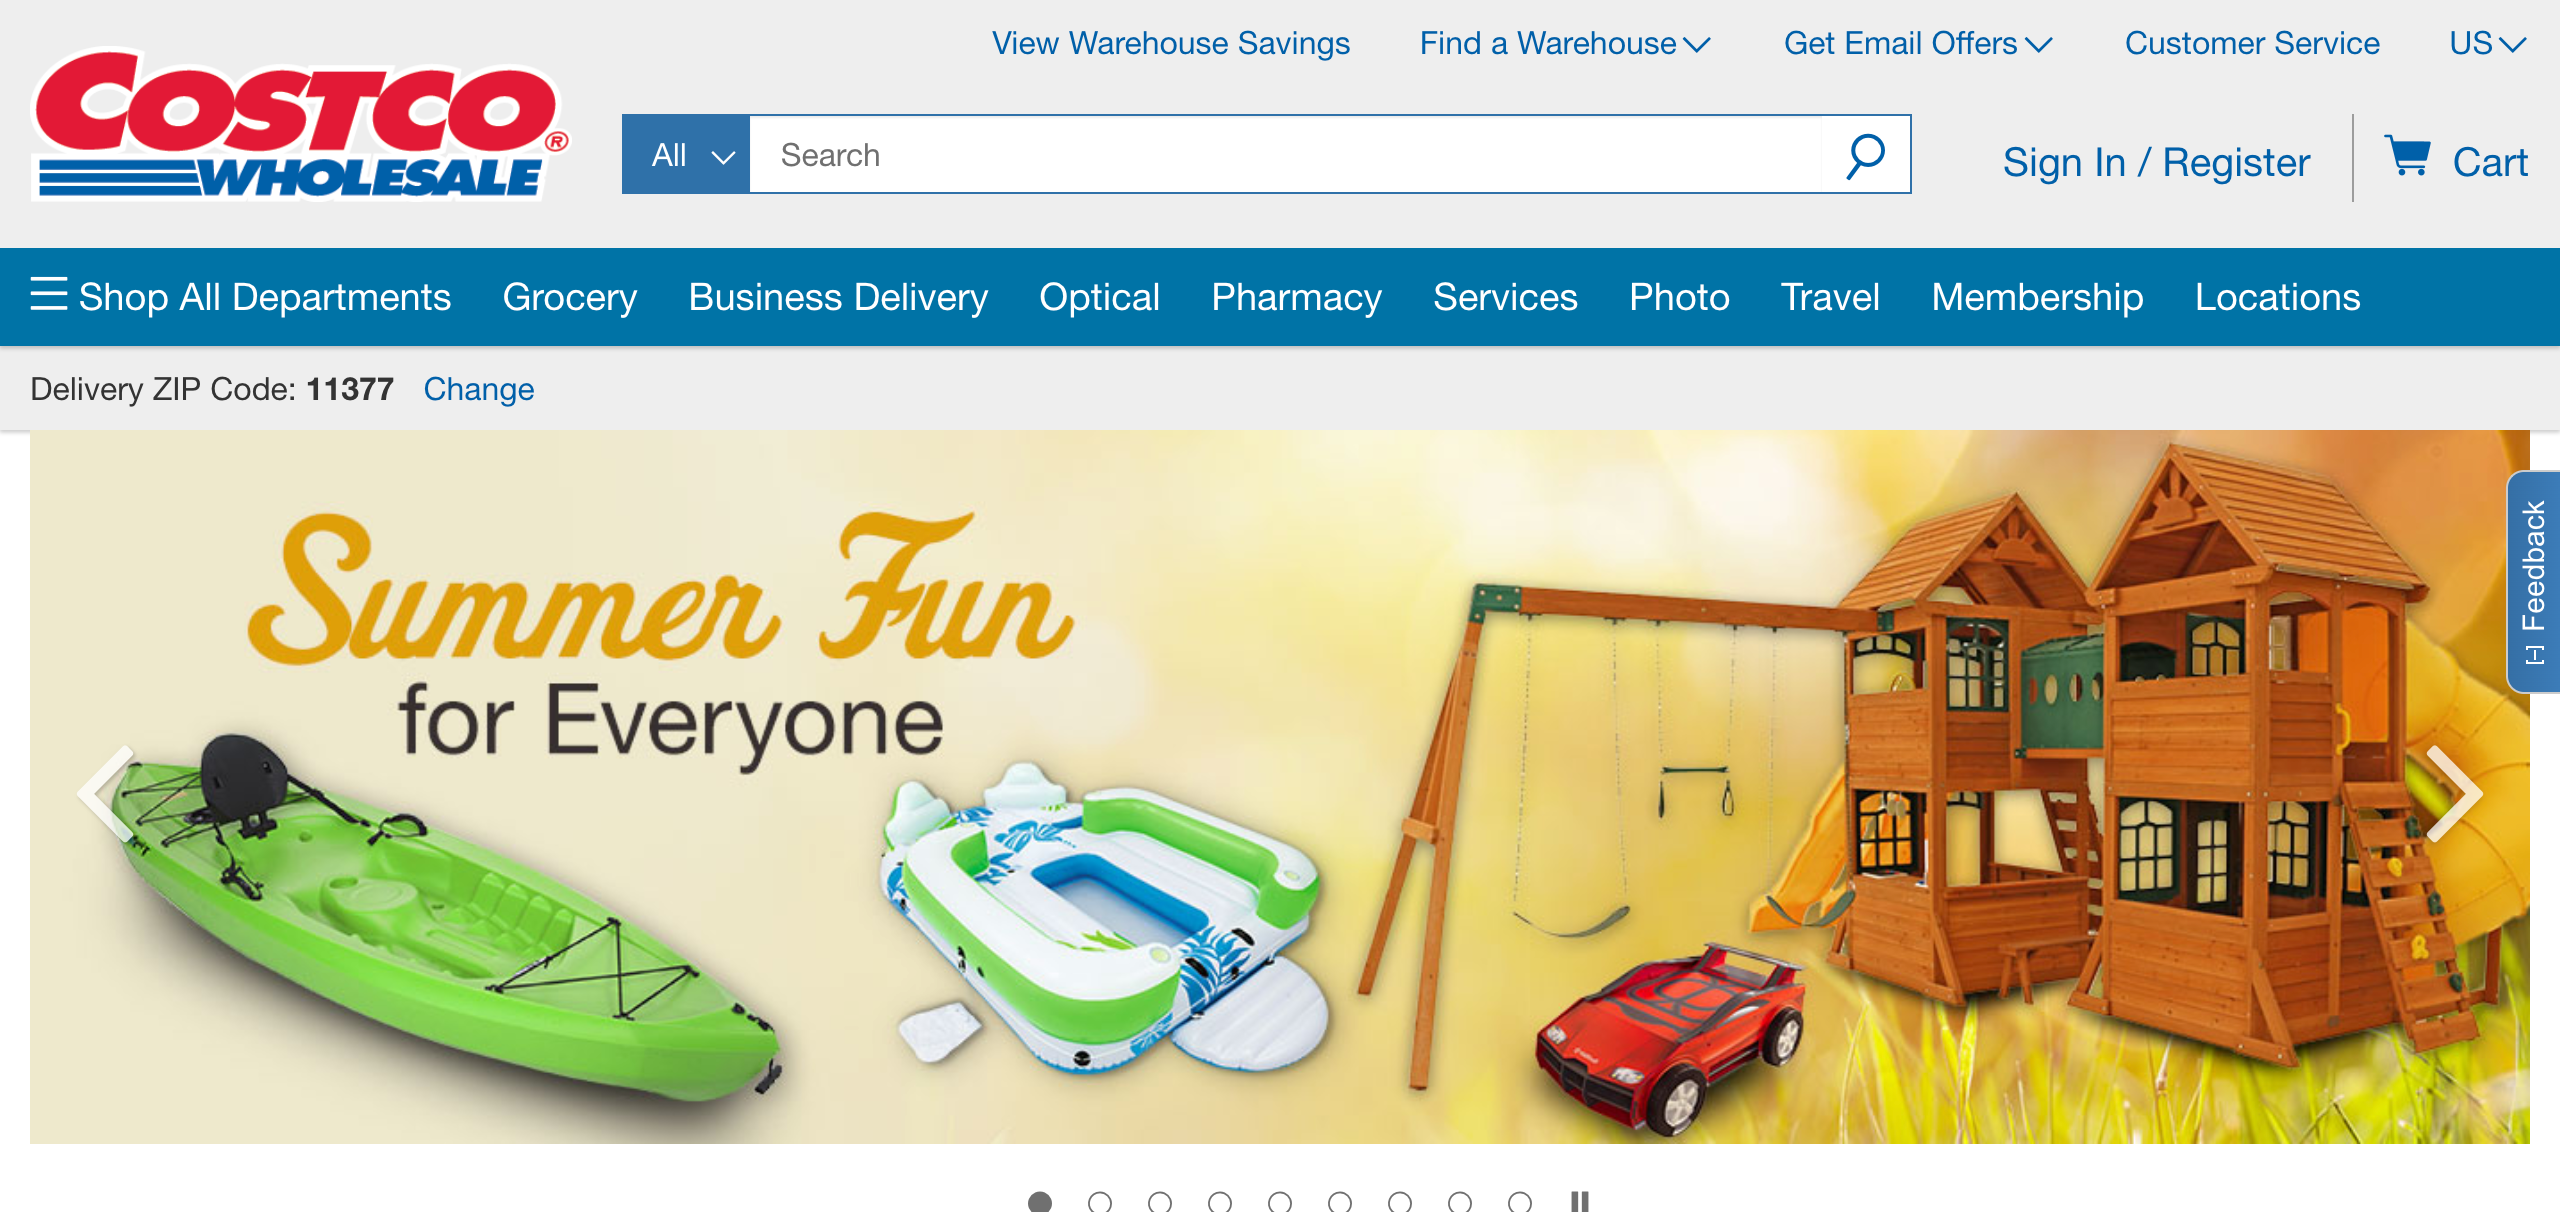 View Warehouse Savings Find a Warehouse Get Email Offers Customer Service US
COSTCO ®
WHOLESALE
All Search
Sign In / Register Cart
Shop All Departments Grocery Business Delivery Optical Pharmacy Services Photo Travel Membership Locations
Delivery ZIP Code: 11377 Change
Summer Fun
for Everyone
[-] Feedback